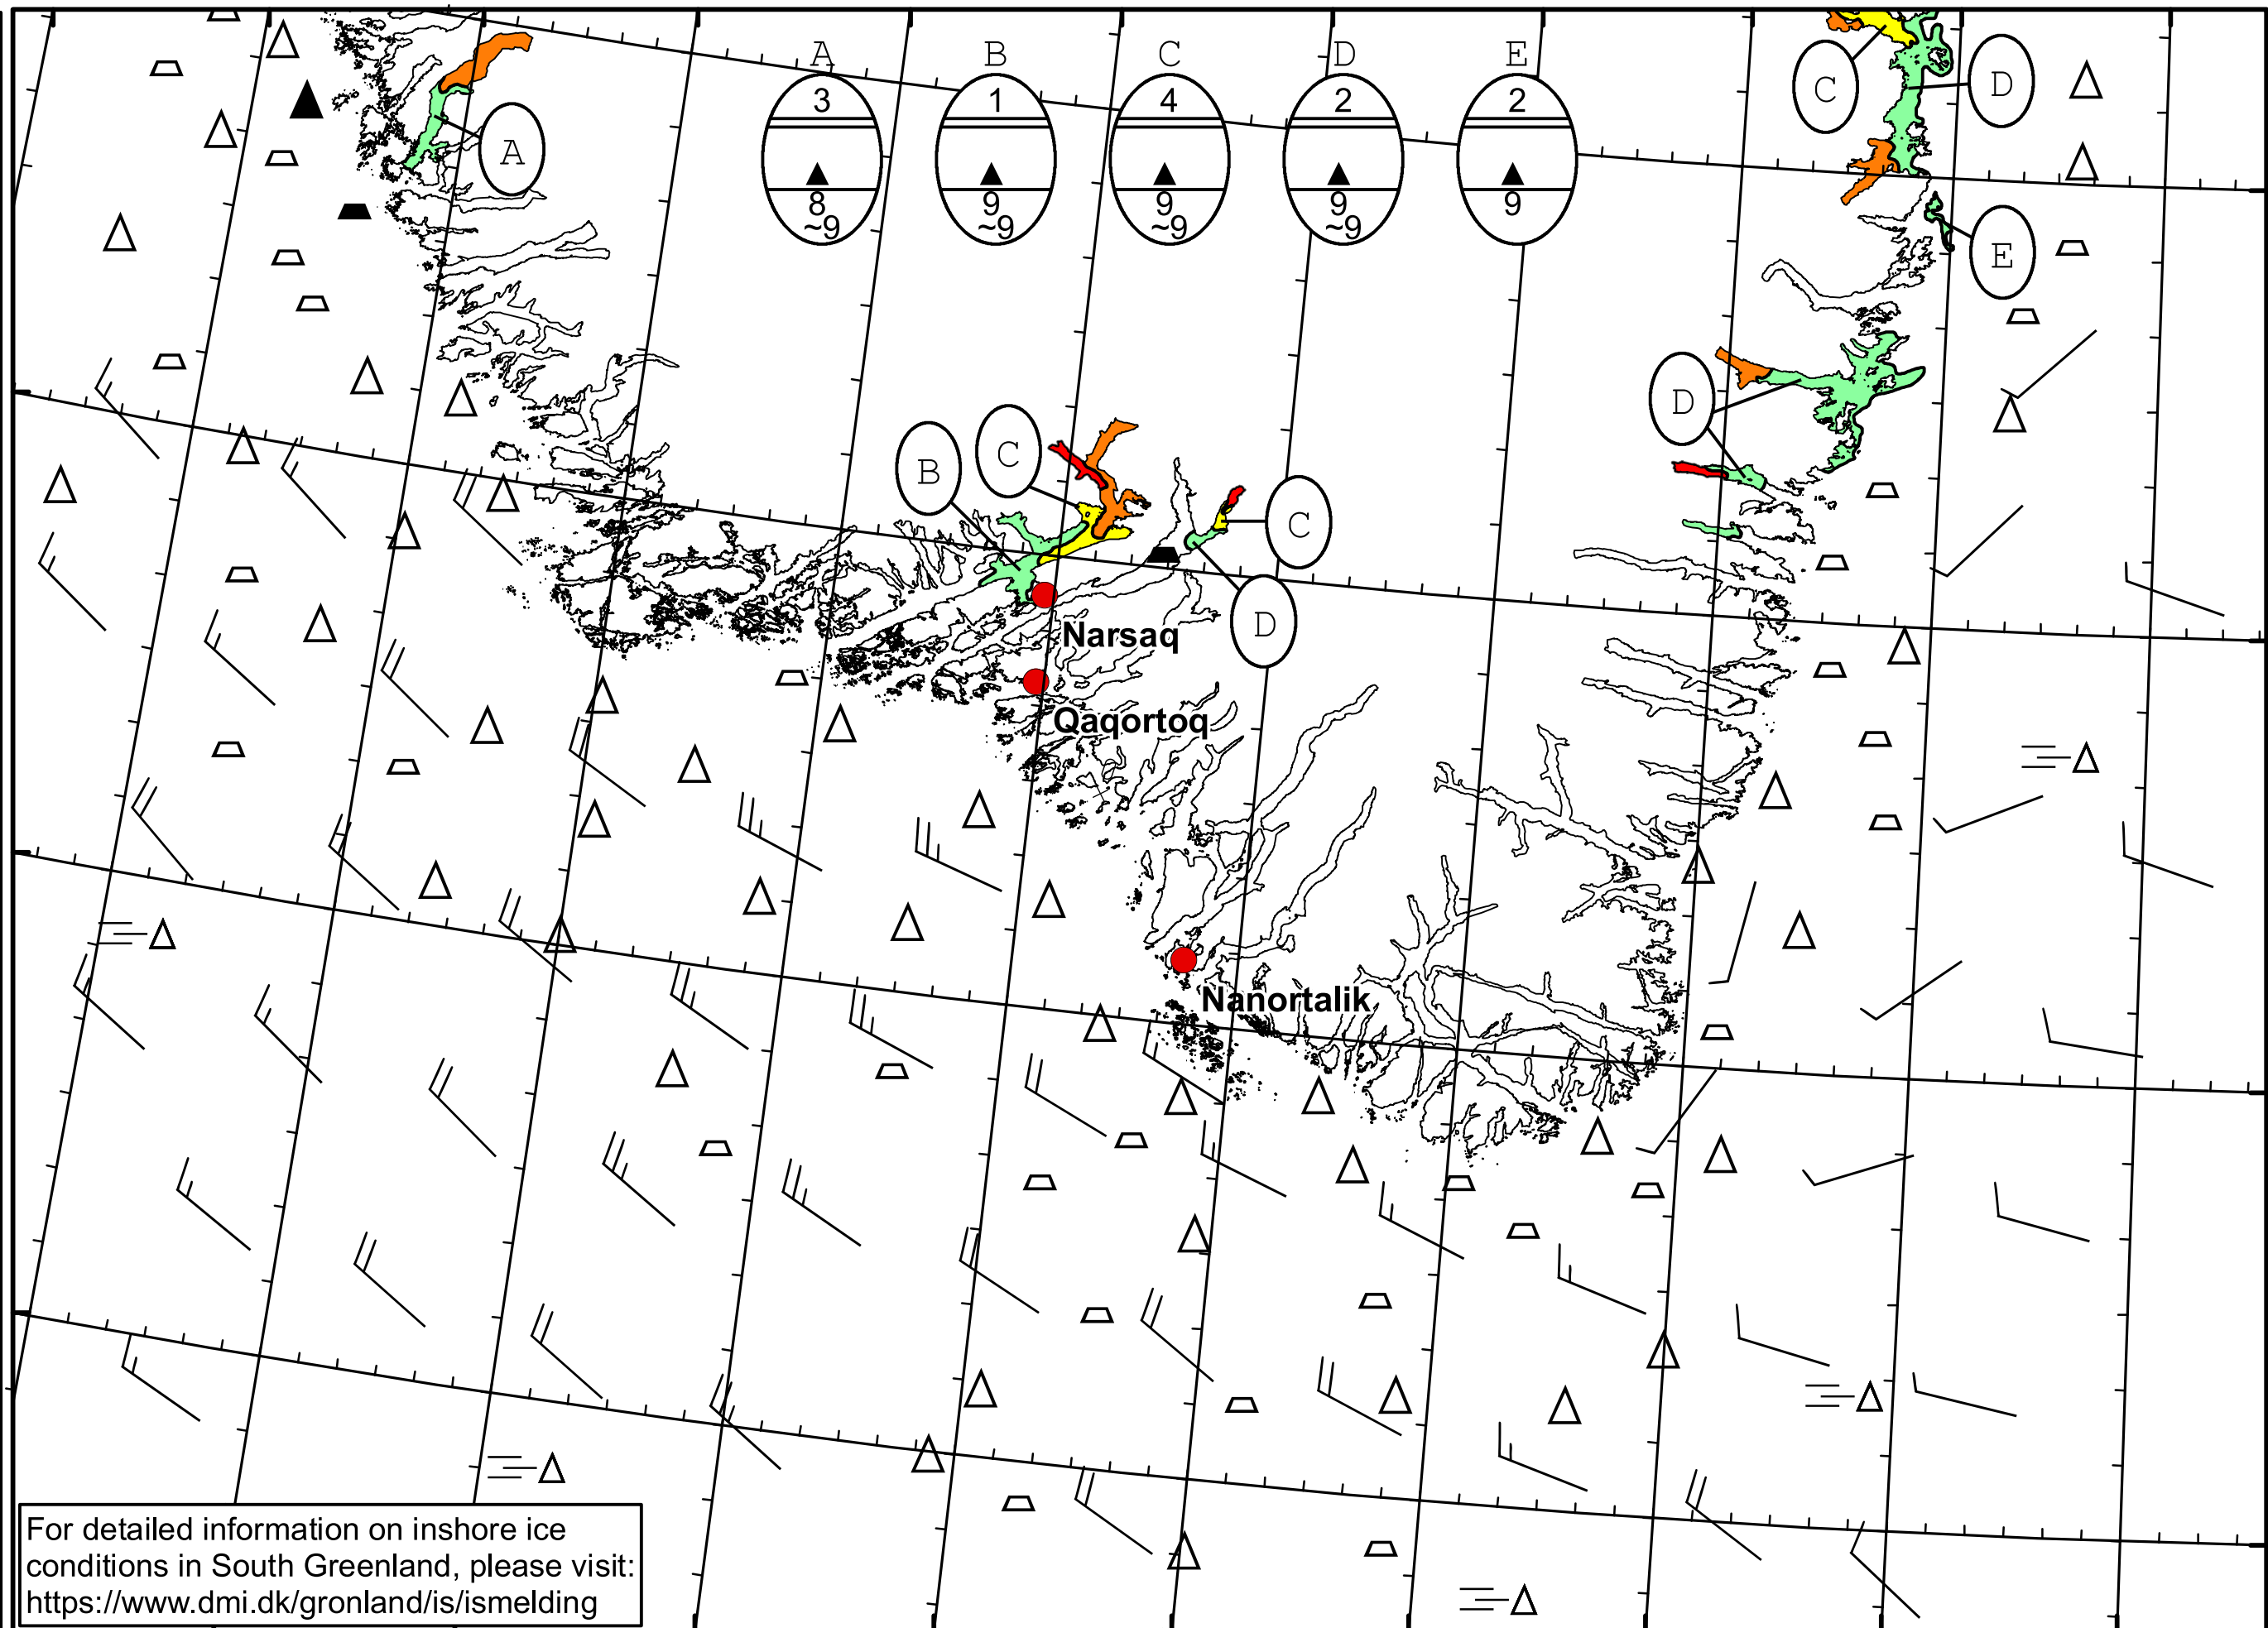 A B C D E
3 1 4 2 2
8 9 9 9 9
~9 ~9 ~9 ~9
C
D
A
E
D
C
B
C
D
Narsaq
Qaqortoq
Nanortalik
For detailed information on inshore ice
conditions in South Greenland, please visit:
https://www.dmi.dk/gronland/is/ismelding